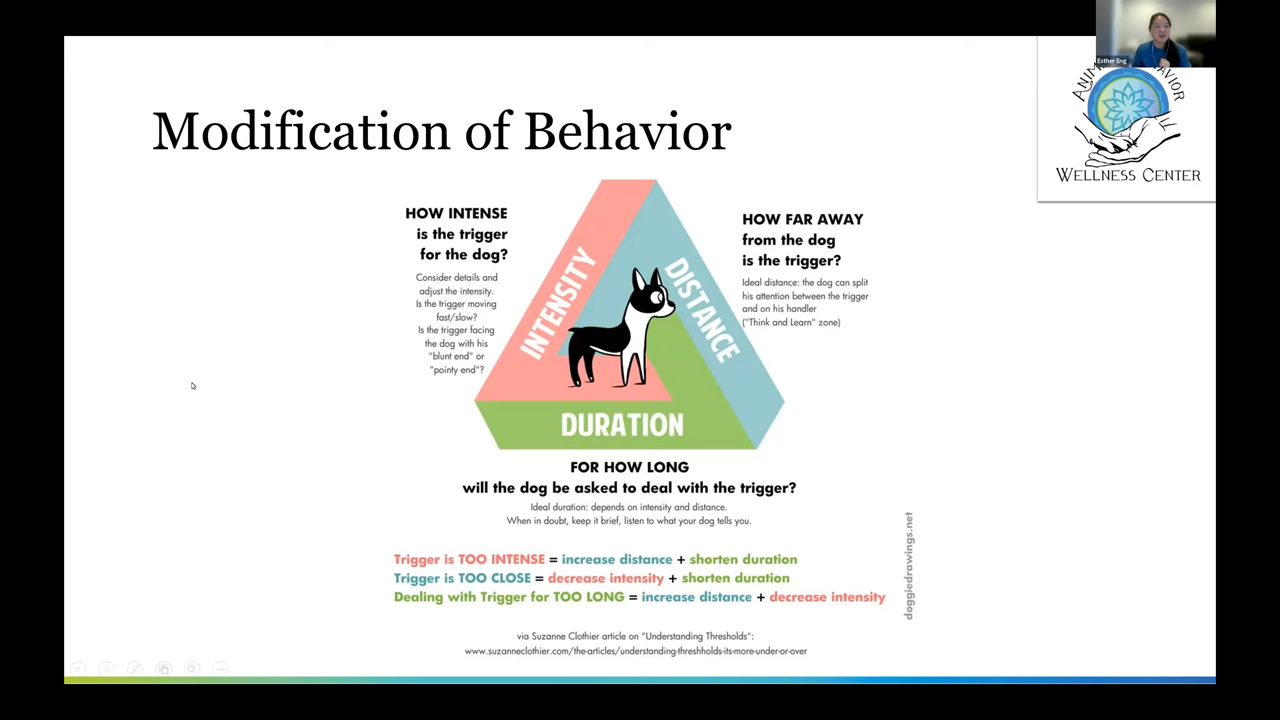 Esther Eng
ANIMAL BEHAVIOR
WELLNESS CENTER
Modification of Behavior
HOW INTENSE
is the trigger
for the dog?
Consider details and
adjust the intensity.
Is the trigger moving
fast/slow?
Is the trigger facing
the dog with his
"blunt end" or
"pointy end"?
INTENSITY
DISTANCE
HOW FAR AWAY
from the dog
is the trigger?
Ideal distance: the dog can split
his attention between the trigger
and on his handler
("Think and Learn" zone)
DURATION
FOR HOW LONG
will the dog be asked to deal with the trigger?
Ideal duration: depends on intensity and distance.
When in doubt, keep it brief, listen to what your dog tells you.
Trigger is TOO INTENSE = increase distance + shorten duration
Trigger is TOO CLOSE = decrease intensity + shorten duration
Dealing with Trigger for TOO LONG = increase distance + decrease intensity
doggiedrawings.net
via Suzanne Clothier article on "Understanding Thresholds":
www.suzanneclothier.com/the-articles/understanding-threshholds-its-more-under-or-over